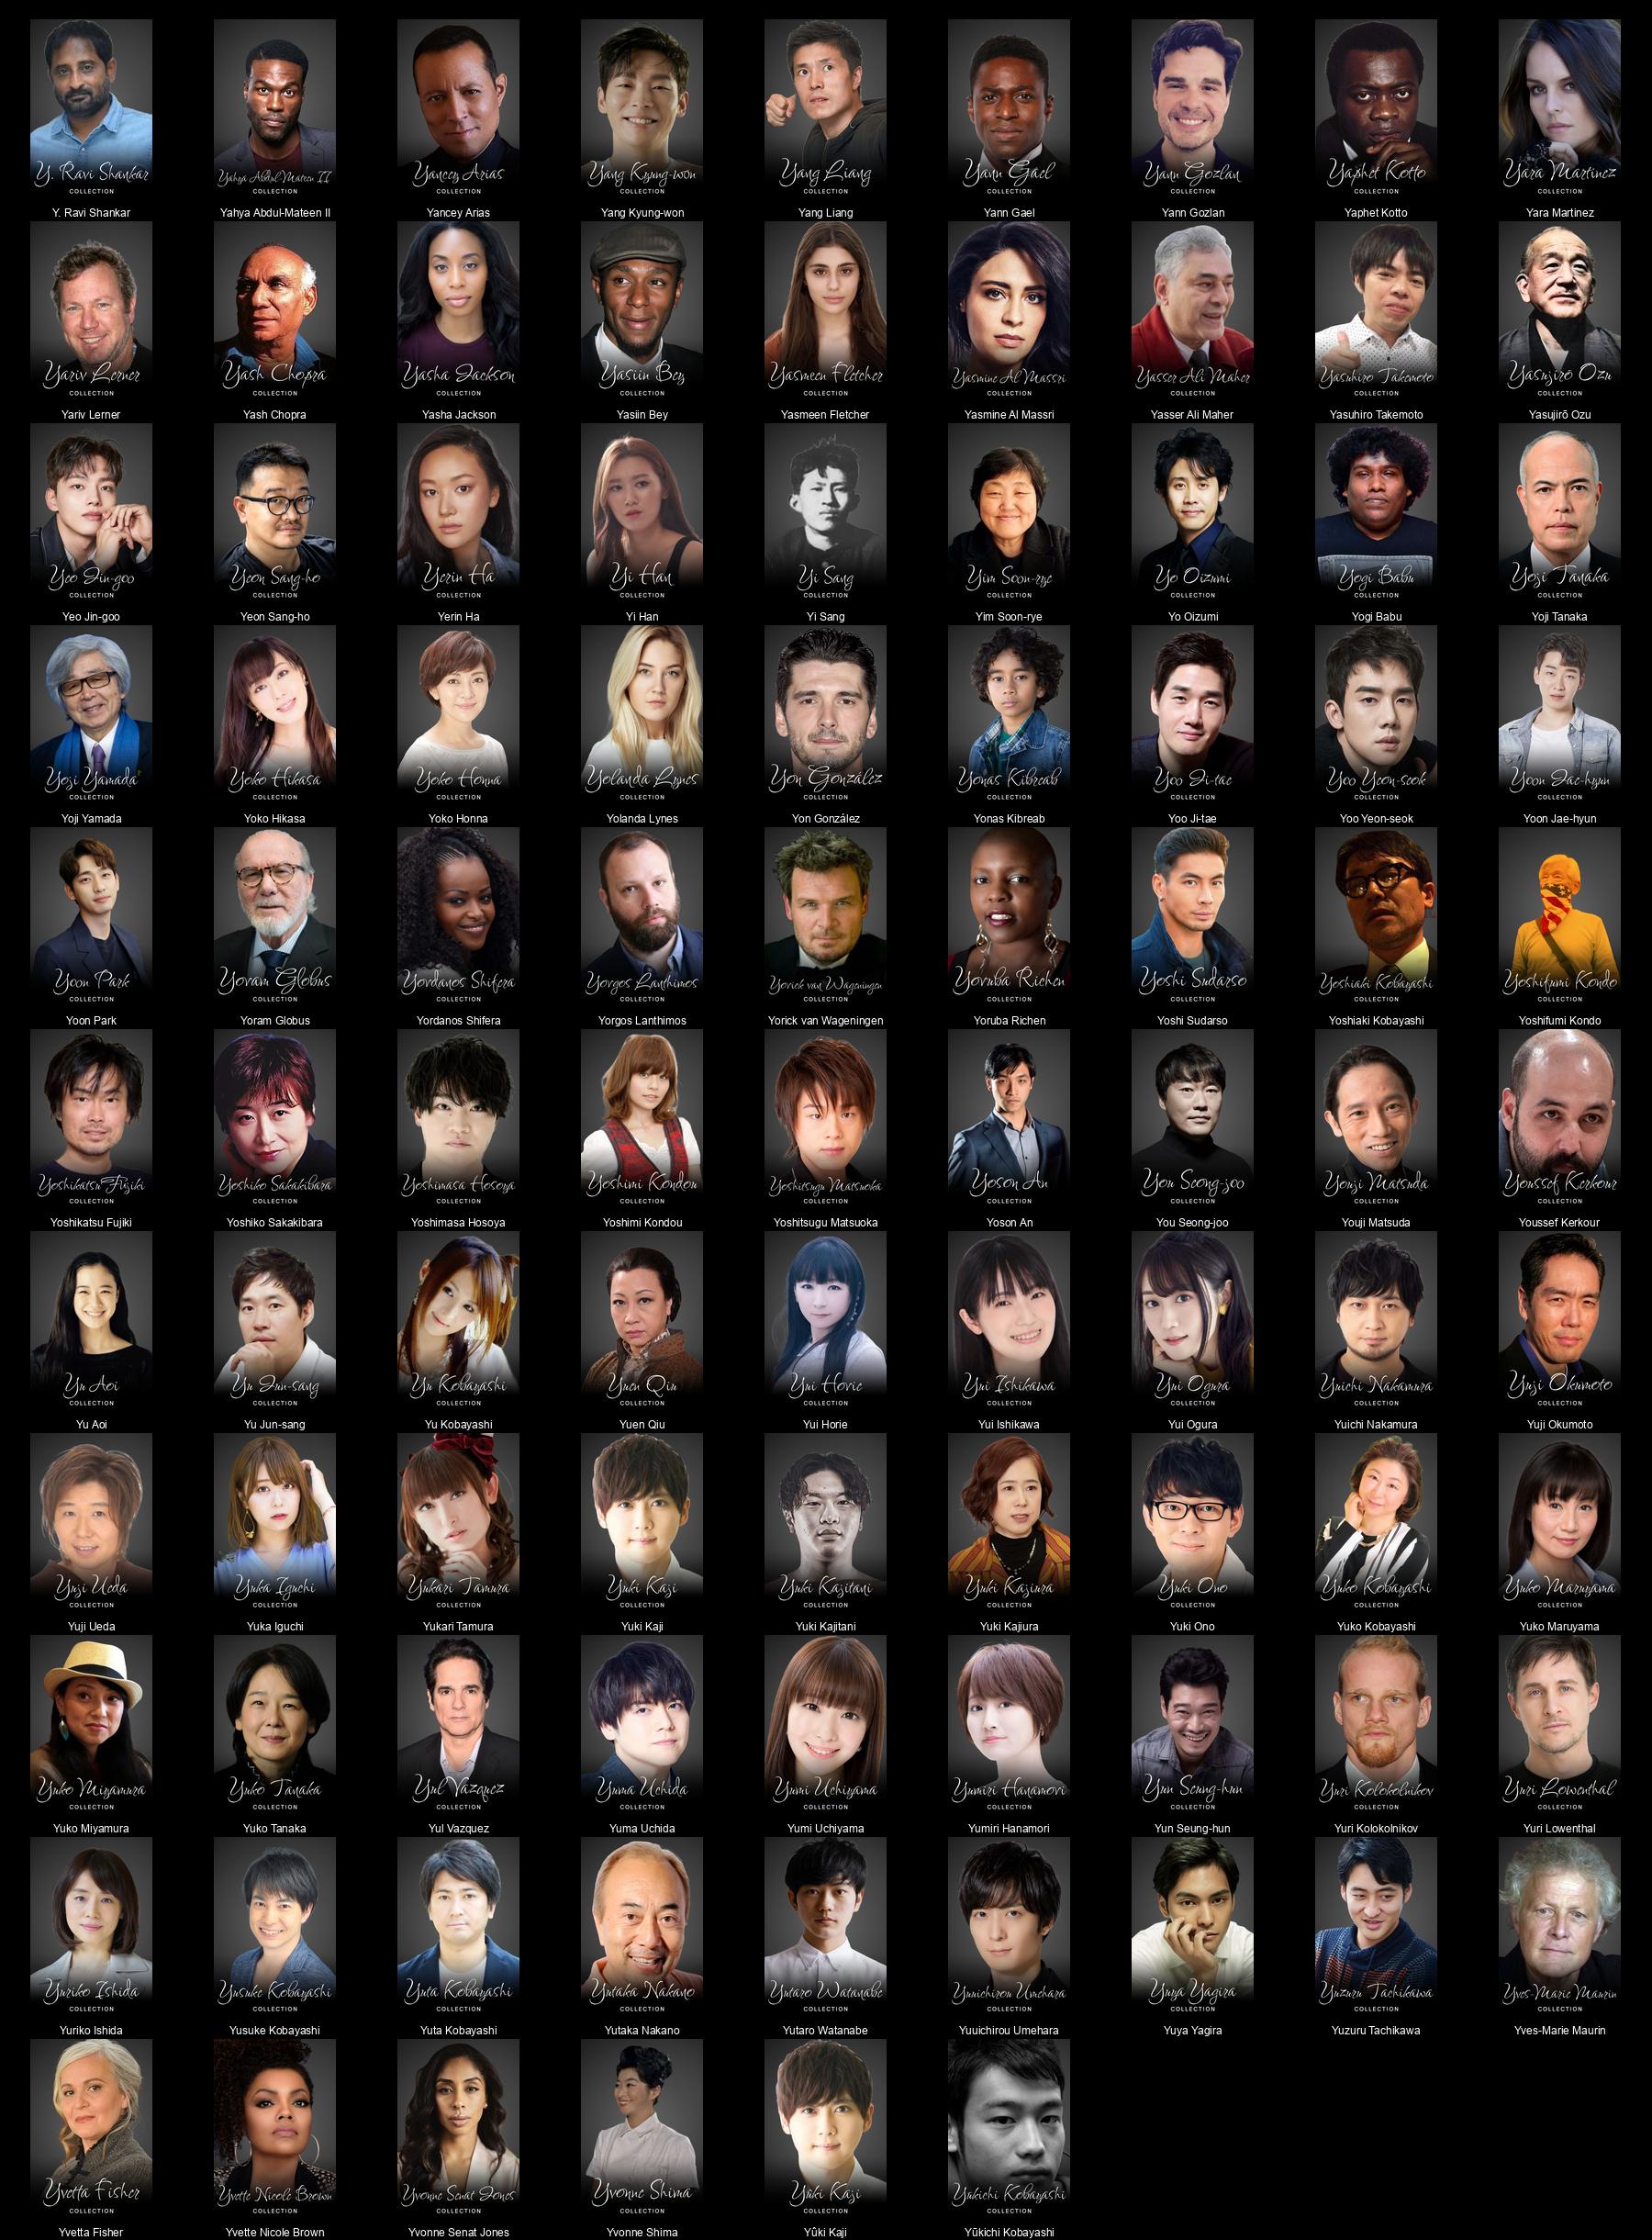 Y. Ravi Shankar Yahya Abdul-Mateen II Yancey Arias Yang Kyung-won Yang Liang Yann Gael Yann Gozlan Yaphet Kotto Yara Martinez
COLLECTION COLLECTION COLLECTION COLLECTION COLLECTION COLLECTION COLLECTION COLLECTION COLLECTION
Y. Ravi Shankar Yahya Abdul-Mateen II Yancey Arias Yang Kyung-won Yang Liang Yann Gael Yann Gozlan Yaphet Kotto Yara Martinez
Yariv Lerner Yash Chopra Yasha Jackson Yasiin Bey Yasmeen Fletcher Yasmine Al Massri Yasser Ali Maher Yasuhiro Takemoto Yasujirō Ozu
COLLECTION COLLECTION COLLECTION COLLECTION COLLECTION COLLECTION COLLECTION COLLECTION COLLECTION
Yariv Lerner Yash Chopra Yasha Jackson Yasiin Bey Yasmeen Fletcher Yasmine Al Massri Yasser Ali Maher Yasuhiro Takemoto Yasujirō Ozu
Yeo Jin-goo Yeon Sang-ho Yerin Ha Yi Han Yi Sang Yim Soon-rye Yo Oizumi Yogi Babu Yoji Tanaka
COLLECTION COLLECTION COLLECTION COLLECTION COLLECTION COLLECTION COLLECTION COLLECTION COLLECTION
Yeo Jin-goo Yeon Sang-ho Yerin Ha Yi Han Yi Sang Yim Soon-rye Yo Oizumi Yogi Babu Yoji Tanaka
Yoji Yamada Yoko Hikasa Yoko Honna Yolanda Lynes Yon González Yonas Kibreab Yoo Ji-tae Yoo Yeon-seok Yoon Jae-hyun
COLLECTION COLLECTION COLLECTION COLLECTION COLLECTION COLLECTION COLLECTION COLLECTION COLLECTION
Yoji Yamada Yoko Hikasa Yoko Honna Yolanda Lynes Yon González Yonas Kibreab Yoo Ji-tae Yoo Yeon-seok Yoon Jae-hyun
Yoon Park Yoram Globus Yordanos Shifera Yorgos Lanthimos Yorick van Wageningen Yoruba Richen Yoshi Sudarso Yoshiaki Kobayashi Yoshifumi Kondo
COLLECTION COLLECTION COLLECTION COLLECTION COLLECTION COLLECTION COLLECTION COLLECTION COLLECTION
Yoon Park Yoram Globus Yordanos Shifera Yorgos Lanthimos Yorick van Wageningen Yoruba Richen Yoshi Sudarso Yoshiaki Kobayashi Yoshifumi Kondo
Yoshikatsu Fujiki Yoshiko Sakakibara Yoshimasa Hosoya Yoshimi Kondou Yoshitsugu Matsuoka Yoson An You Seong-joo Youji Matsuda Youssef Kerkour
COLLECTION COLLECTION COLLECTION COLLECTION COLLECTION COLLECTION COLLECTION COLLECTION COLLECTION
Yoshikatsu Fujiki Yoshiko Sakakibara Yoshimasa Hosoya Yoshimi Kondou Yoshitsugu Matsuoka Yoson An You Seong-joo Youji Matsuda Youssef Kerkour
Yu Aoi Yu Jun-sang Yu Kobayashi Yuen Qiu Yui Horie Yui Ishikawa Yui Ogura Yuichi Nakamura Yuji Okumoto
COLLECTION COLLECTION COLLECTION COLLECTION COLLECTION COLLECTION COLLECTION COLLECTION COLLECTION
Yu Aoi Yu Jun-sang Yu Kobayashi Yuen Qiu Yui Horie Yui Ishikawa Yui Ogura Yuichi Nakamura Yuji Okumoto
Yuji Ueda Yuka Iguchi Yukari Tamura Yuki Kaji Yuki Kajitani Yuki Kajiura Yuki Ono Yuko Kobayashi Yuko Maruyama
COLLECTION COLLECTION COLLECTION COLLECTION COLLECTION COLLECTION COLLECTION COLLECTION COLLECTION
Yuji Ueda Yuka Iguchi Yukari Tamura Yuki Kaji Yuki Kajitani Yuki Kajiura Yuki Ono Yuko Kobayashi Yuko Maruyama
Yuko Miyamura Yuko Tanaka Yul Vazquez Yuma Uchida Yumi Uchiyama Yumiri Hanamori Yun Seung-hun Yuri Kolokolnikov Yuri Lowenthal
COLLECTION COLLECTION COLLECTION COLLECTION COLLECTION COLLECTION COLLECTION COLLECTION COLLECTION
Yuko Miyamura Yuko Tanaka Yul Vazquez Yuma Uchida Yumi Uchiyama Yumiri Hanamori Yun Seung-hun Yuri Kolokolnikov Yuri Lowenthal
Yuriko Ishida Yusuke Kobayashi Yuta Kobayashi Yutaka Nakano Yutaro Watanabe Yuuichirou Umehara Yuya Yagira Yuzuru Tachikawa Yves-Marie Maurin
COLLECTION COLLECTION COLLECTION COLLECTION COLLECTION COLLECTION COLLECTION COLLECTION COLLECTION
Yuriko Ishida Yusuke Kobayashi Yuta Kobayashi Yutaka Nakano Yutaro Watanabe Yuuichirou Umehara Yuya Yagira Yuzuru Tachikawa Yves-Marie Maurin
Yvetta Fisher Yvette Nicole Brown Yvonne Senat Jones Yvonne Shima Yûki Kaji Yūkichi Kobayashi
COLLECTION COLLECTION COLLECTION COLLECTION COLLECTION COLLECTION
Yvetta Fisher Yvette Nicole Brown Yvonne Senat Jones Yvonne Shima Yûki Kaji Yūkichi Kobayashi